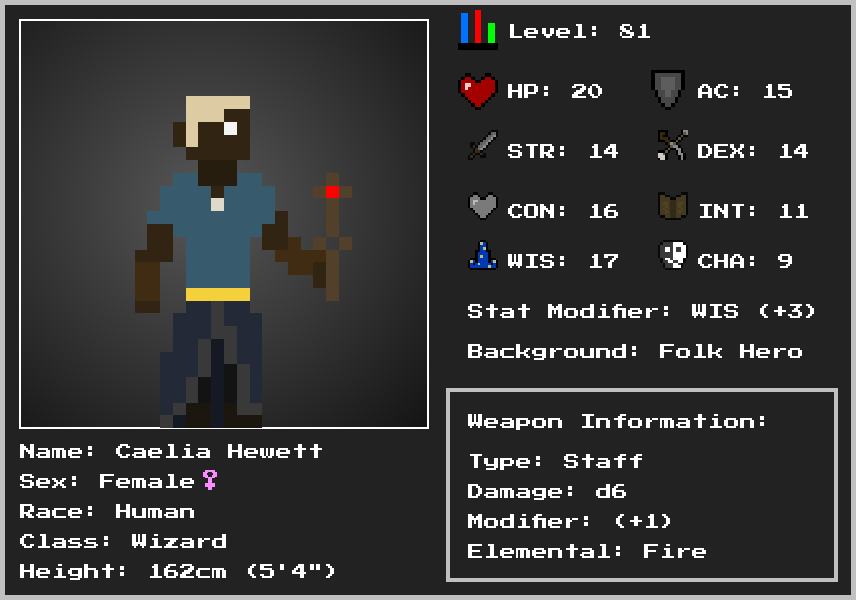 Level: 81
HP: 20
AC: 15
STR: 14
DEX: 14
CON: 16
INT: 11
WIS: 17
CHA: 9
Stat Modifier: WIS (+3)
Background: Folk Hero
Weapon Information:
Type: Staff
Damage: d6
Modifier: (+1)
Elemental: Fire
Name: Caelia Hewett
Sex: Female♀
Race: Human
Class: Wizard
Height: 162cm (5'4")